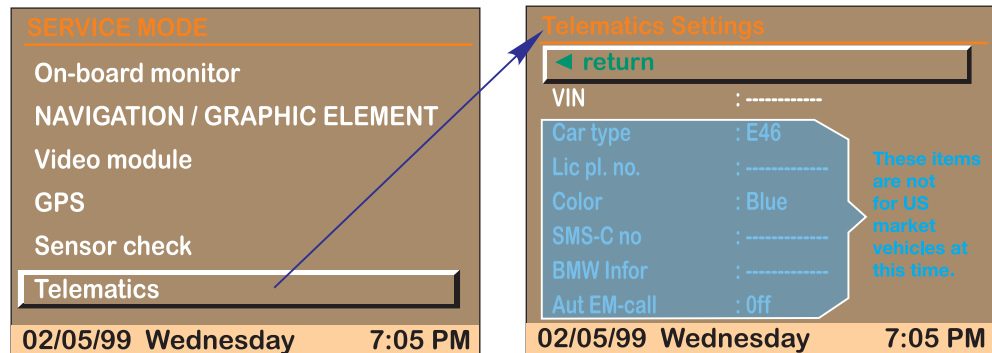 SERVICE MODE
On-board monitor
NAVIGATION / GRAPHIC ELEMENT
Video module
GPS
Sensor check
Telematics
02/05/99 Wednesday 7:05 PM
Telematics Settings
◄ return
VIN : ------------
Car type : E46
Lic pl. no. : -------------
Color : Blue
SMS-C no : -------------
BMW Infor : -------------
Aut EM-call : 0ff
These items
are not
for US
market
vehicles at
this time.
02/05/99 Wednesday 7:05 PM